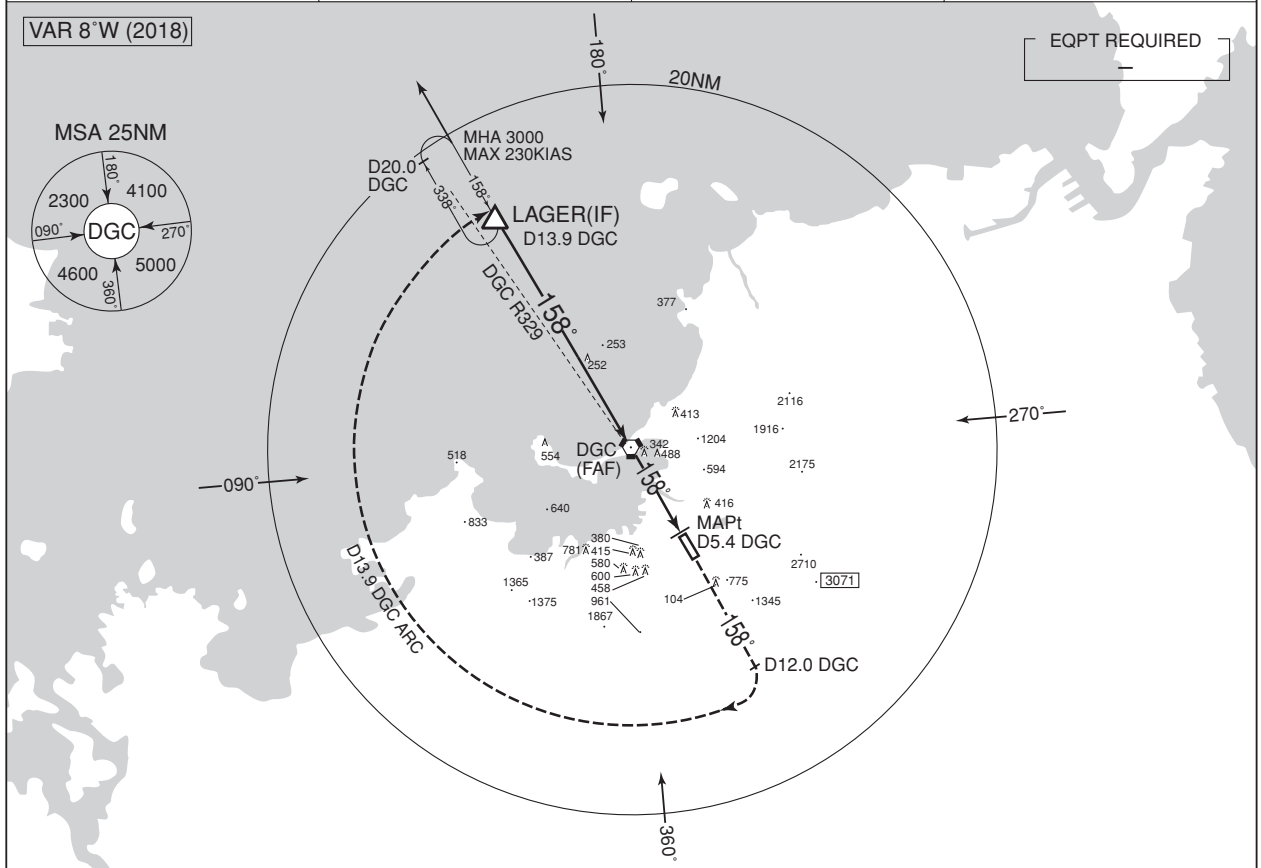 VAR 8°W (2018)
EQPT REQUIRED
–
MSA 25NM
180°
2300
4100
090°
DGC
270°
4600
5000
360°
180°
20NM
MHA 3000
MAX 230KIAS
D20.0
DGC
158°
338°
LAGER(IF)
D13.9 DGC
DGC R329
158°
377
253
252
413
2116
1916
1204
342
488
DGC
(FAF)
158°
594
2175
554
518
270°
090°
640
833
416
MAPt
D5.4 DGC
380
781
415
387
580
600
458
961
1867
1365
1375
104
775
2710
3071
1345
D13.9 DGC ARC
158°
D12.0 DGC
360°